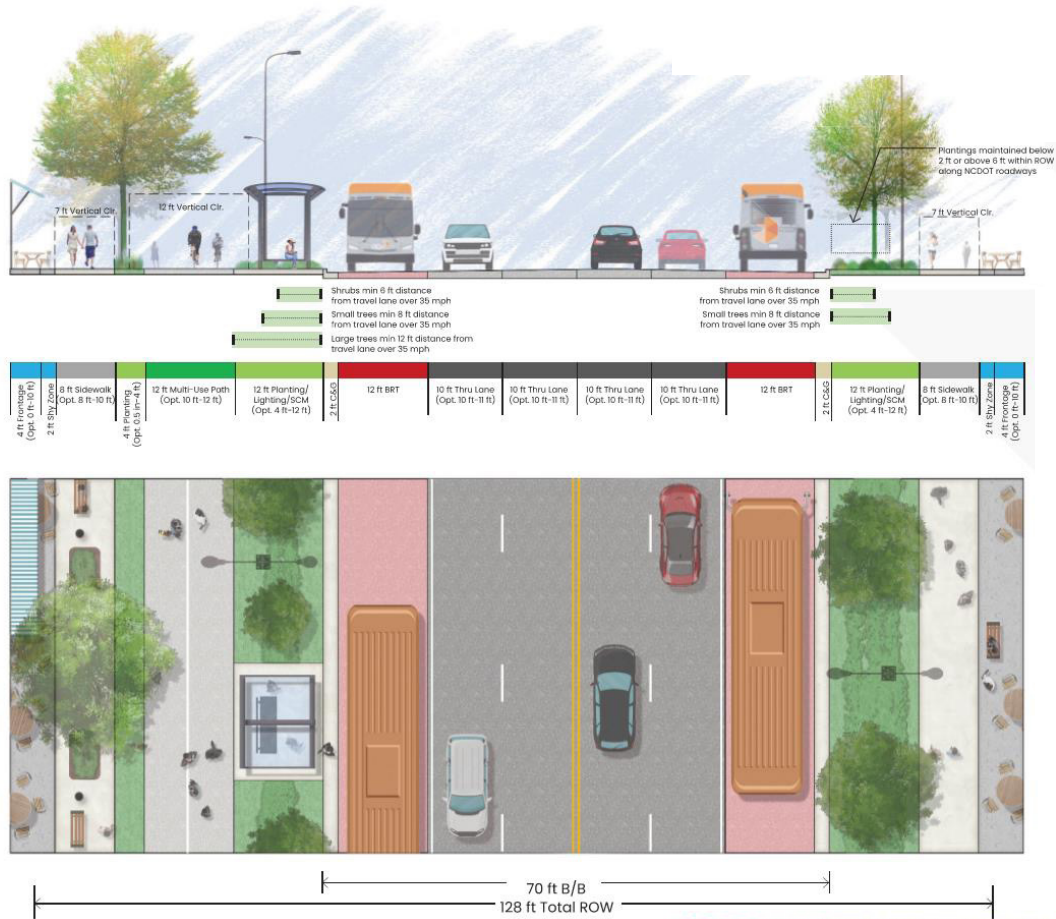 Plantings maintained below
2 ft or above 6 ft within ROW
along NCDOT roadways
7 ft Vertical Clr.
12 ft Vertical Clr.
7 ft Vertical Clr.
Shrubs min 6 ft distance
from travel lane over 35 mph
Small trees min 8 ft distance
from travel lane over 35 mph
Large trees min 12 ft distance from
travel lane over 35 mph
Shrubs min 6 ft distance
from travel lane over 35 mph
Small trees min 8 ft distance
from travel lane over 35 mph
4 ft Frontage
(Opt. 0 ft-10 ft)
2 ft Shy Zone
8 ft Sidewalk
(Opt. 8 ft-10 ft)
4 ft Planting
(Opt. 0.5 in-4 ft)
12 ft Multi-Use Path
(Opt. 10 ft-12 ft)
12 ft Planting/
Lighting/SCM
(Opt. 4 ft-12 ft)
2 ft C&G
12 ft BRT
10 ft Thru Lane
(Opt. 10 ft-11 ft)
10 ft Thru Lane
(Opt. 10 ft-11 ft)
10 ft Thru Lane
(Opt. 10 ft-11 ft)
10 ft Thru Lane
(Opt. 10 ft-11 ft)
12 ft BRT
2 ft C&G
12 ft Planting/
Lighting/SCM
(Opt. 4 ft-12 ft)
8 ft Sidewalk
(Opt. 8 ft-10 ft)
2 ft Shy Zone
4 ft Frontage
(Opt. 0 ft-10 ft)
70 ft B/B
128 ft Total ROW